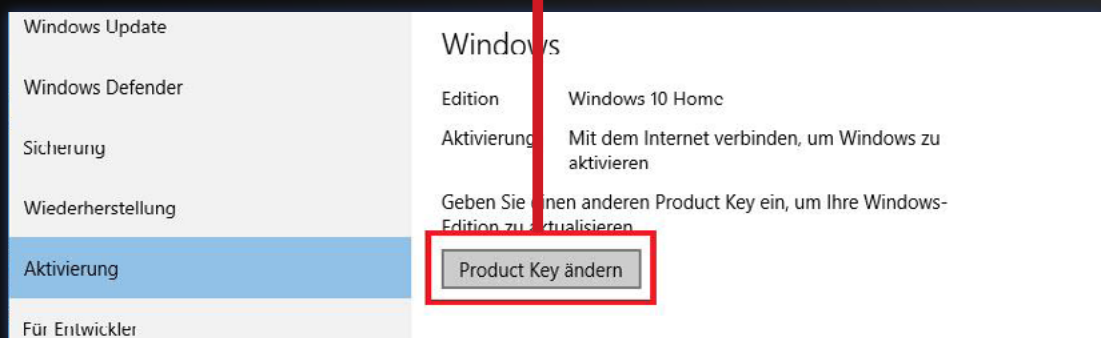 Windows Update
Windows Defender
Sicherung
Wiederherstellung
Aktivierung
Für Entwickler
Windows
Edition Windows 10 Home
Aktivierung Mit dem Internet verbinden, um Windows zu
aktivieren
Geben Sie einen anderen Product Key ein, um Ihre Windows-
Edition zu aktualisieren
Product Key ändern